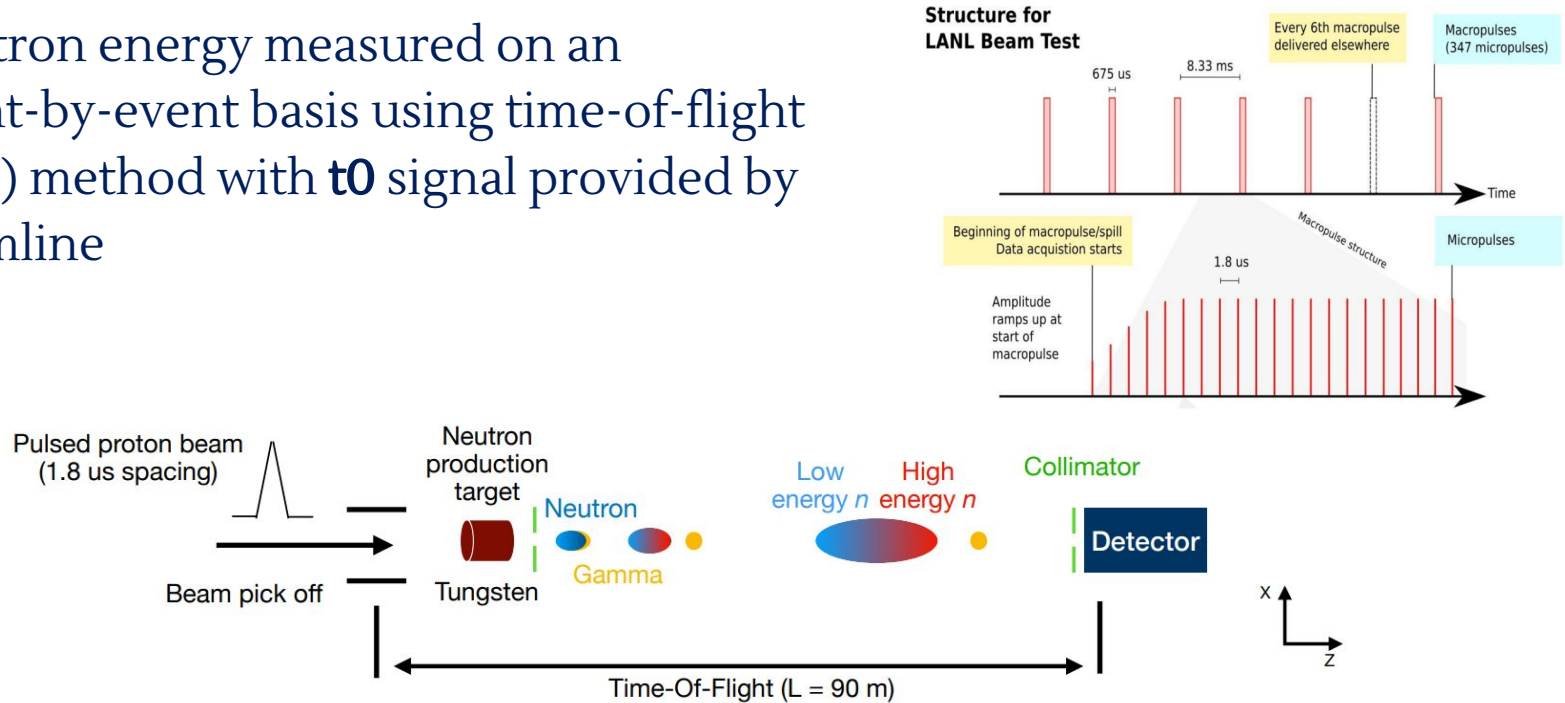 tron energy measured on an
t-by-event basis using time-of-flight
) method with t0 signal provided by
mline
Structure for
LANL Beam Test
675 us
8.33 ms
Every 6th macropulse
delivered elsewhere
Macropulses
(347 micropulses)
Time
Beginning of macropulse/spill
Data acquistion starts
Macropulse structure
Micropulses
1.8 us
Amplitude
ramps up at
start of
macropulse
Pulsed proton beam
(1.8 us spacing)
Beam pick off
Neutron
production
target
Tungsten
Neutron
Gamma
Low
energy n
High
energy n
Collimator
Detector
Time-Of-Flight (L = 90 m)
X
Z